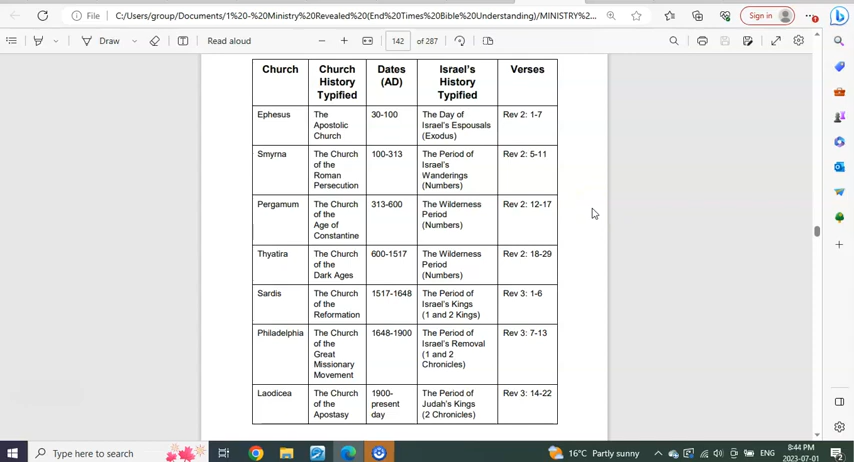 File
C:/Users/group/Documents/1%20-%20Ministry%20Revealed%20(End%20Times%20Bible%20Understanding)/MINISTRY%...
Sign in
Draw
Read aloud
142
of 287
Church
Church
History
Typified
Dates
(AD)
Israel's
History
Typified
Verses
Ephesus
The
Apostolic
Church
30-100
The Day of
Israel's Espousals
(Exodus)
Rev 2: 1-7
Smyrna
The Church
of the
Roman
Persecution
100-313
The Period of
Israel's
Wanderings
(Numbers)
Rev 2: 5-11
Pergamum
The Church
of the
Age of
Constantine
313-600
The Wilderness
Period
(Numbers)
Rev 2: 12-17
Thyatira
The Church
of the
Dark Ages
600-1517
The Wilderness
Period
(Numbers)
Rev 2: 18-29
Sardis
The Church
of the
Reformation
1517-1648
The Period of
Israel's Kings
(1 and 2 Kings)
Rev 3: 1-6
Philadelphia
The Church
of the
Great
Missionary
Movement
1648-1900
The Period of
Israel's Removal
(1 and 2
Chronicles)
Rev 3: 7-13
Laodicea
The Church
of the
Apostasy
1900-
present
day
The Period of
Judah's Kings
(2 Chronicles)
Rev 3: 14-22
Type here to search
16°C Partly sunny
ENG
8:44 PM
2023-07-01
2